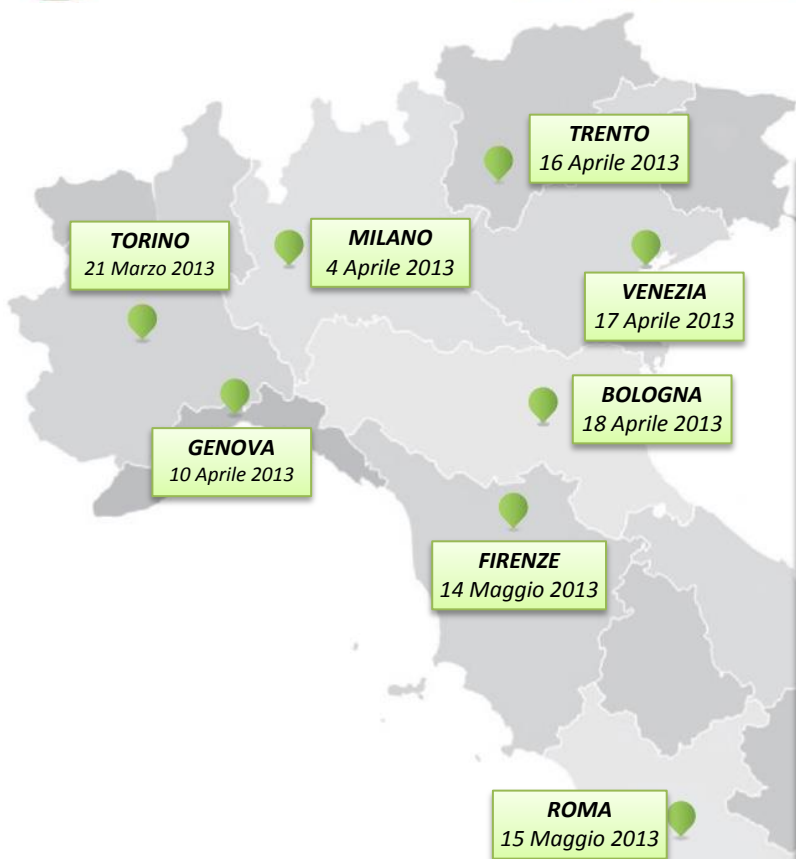 TRENTO
16 Aprile 2013
TORINO
21 Marzo 2013
MILANO
4 Aprile 2013
VENEZIA
17 Aprile 2013
BOLOGNA
18 Aprile 2013
GENOVA
10 Aprile 2013
FIRENZE
14 Maggio 2013
ROMA
15 Maggio 2013